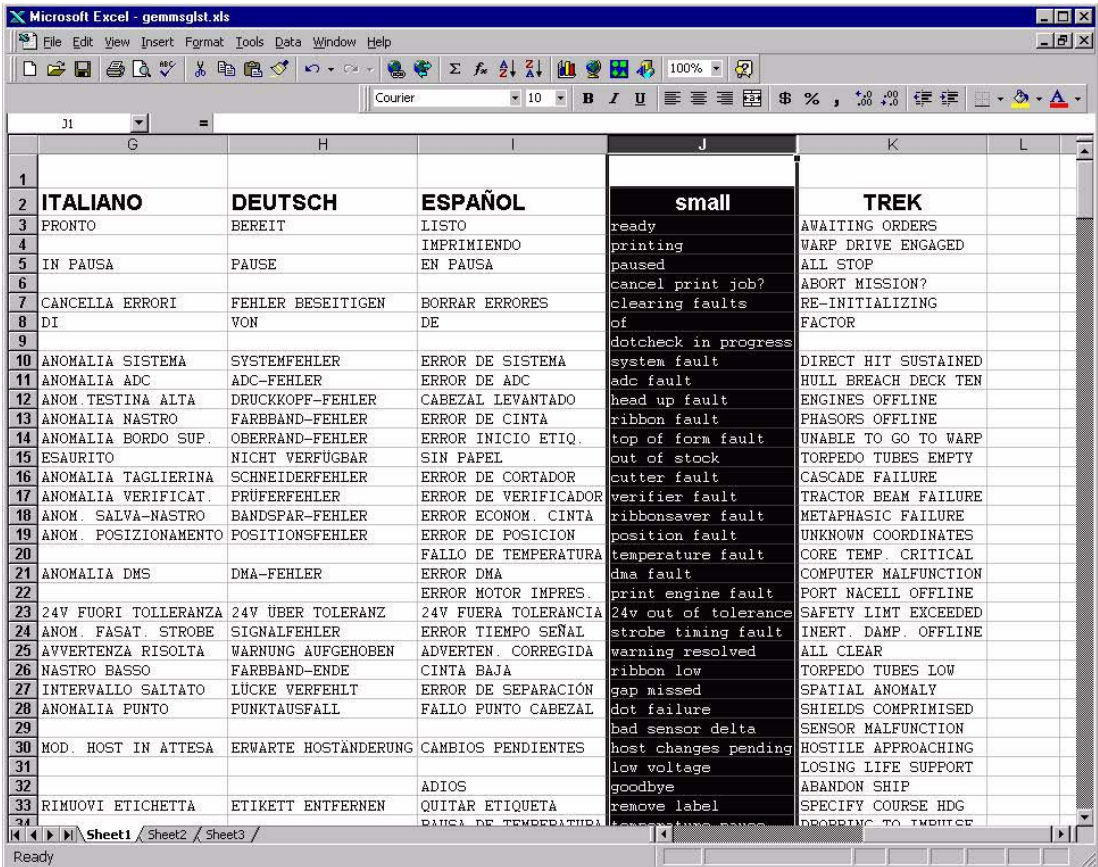 Microsoft Excel - gemmsglst.xls
File Edit View Insert Format Tools Data Window Help
100%
Courier 10 B I U $ % ,
J1 =
G H I J K L
1
2 ITALIANO DEUTSCH ESPAÑOL small TREK
3 PRONTO BEREIT LISTO ready AWAITING ORDERS
4 IMPRIMIENDO printing WARP DRIVE ENGAGED
5 IN PAUSA PAUSE EN PAUSA paused ALL STOP
6 cancel print job? ABORT MISSION?
7 CANCELLA ERRORI FEHLER BESEITIGEN BORRAR ERRORES clearing faults RE-INITIALIZING
8 DI VON DE of FACTOR
9 dotcheck in progress
10 ANOMALIA SISTEMA SYSTEMFEHLER ERROR DE SISTEMA system fault DIRECT HIT SUSTAINED
11 ANOMALIA ADC ADC-FEHLER ERROR DE ADC adc fault HULL BREACH DECK TEN
12 ANOM.TESTINA ALTA DRUCKKOPF-FEHLER CABEZAL LEVANTADO head up fault ENGINES OFFLINE
13 ANOMALIA NASTRO FARBBAND-FEHLER ERROR DE CINTA ribbon fault PHASORS OFFLINE
14 ANOMALIA BORDO SUP. OBERRAND-FEHLER ERROR INICIO ETIQ. top of form fault UNABLE TO GO TO WARP
15 ESAURITO NICHT VERFÜGBAR SIN PAPEL out of stock TORPEDO TUBES EMPTY
16 ANOMALIA TAGLIERINA SCHNEIDERFEHLER ERROR DE CORTADOR cutter fault CASCADE FAILURE
17 ANOMALIA VERIFICAT. PRÜFERFEHLER ERROR DE VERIFICADOR verifier fault TRACTOR BEAM FAILURE
18 ANOM. SALVA-NASTRO BANDSPAR-FEHLER ERROR ECONOM. CINTA ribbonsaver fault METAPHASIC FAILURE
19 ANOM. POSIZIONAMENTO POSITIONSFEHLER ERROR DE POSICION position fault UNKNOWN COORDINATES
20 FALLO DE TEMPERATURA temperature fault CORE TEMP. CRITICAL
21 ANOMALIA DMS DMA-FEHLER ERROR DMA dma fault COMPUTER MALFUNCTION
22 ERROR MOTOR IMPRES. print engine fault PORT NACELL OFFLINE
23 24V FUORI TOLLERANZA 24V ÜBER TOLERANZ 24V FUERA TOLERANCIA 24v out of tolerance SAFETY LIMT EXCEEDED
24 ANOM. FASAT. STROBE SIGNALFEHLER ERROR TIEMPO SEÑAL strobe timing fault INERT. DAMP. OFFLINE
25 AVVERTENZA RISOLTA WARNUNG AUFGEHOBEN ADVERTEN. CORREGIDA warning resolved ALL CLEAR
26 NASTRO BASSO FARBBAND-ENDE CINTA BAJA ribbon low TORPEDO TUBES LOW
27 INTERVALLO SALTATO LÜCKE VERFEHLT ERROR DE SEPARACIÓN gap missed SPATIAL ANOMALY
28 ANOMALIA PUNTO PUNKTAUSFALL FALLO PUNTO CABEZAL dot failure SHIELDS COMPRIMISED
29 bad sensor delta SENSOR MALFUNCTION
30 MOD. HOST IN ATTESA ERWARTE HOSTÄNDERUNG CAMBIOS PENDIENTES host changes pending HOSTILE APPROACHING
31 low voltage LOSING LIFE SUPPORT
32 ADIOS goodbye ABANDON SHIP
33 RIMUOVI ETICHETTA ETIKETT ENTFERNEN QUITAR ETIQUETA remove label SPECIFY COURSE HDG
34 PAUSA DE TEMPERATURA temperature pause DROPPING TO IMPULSE
Sheet1 Sheet2 Sheet3
Ready